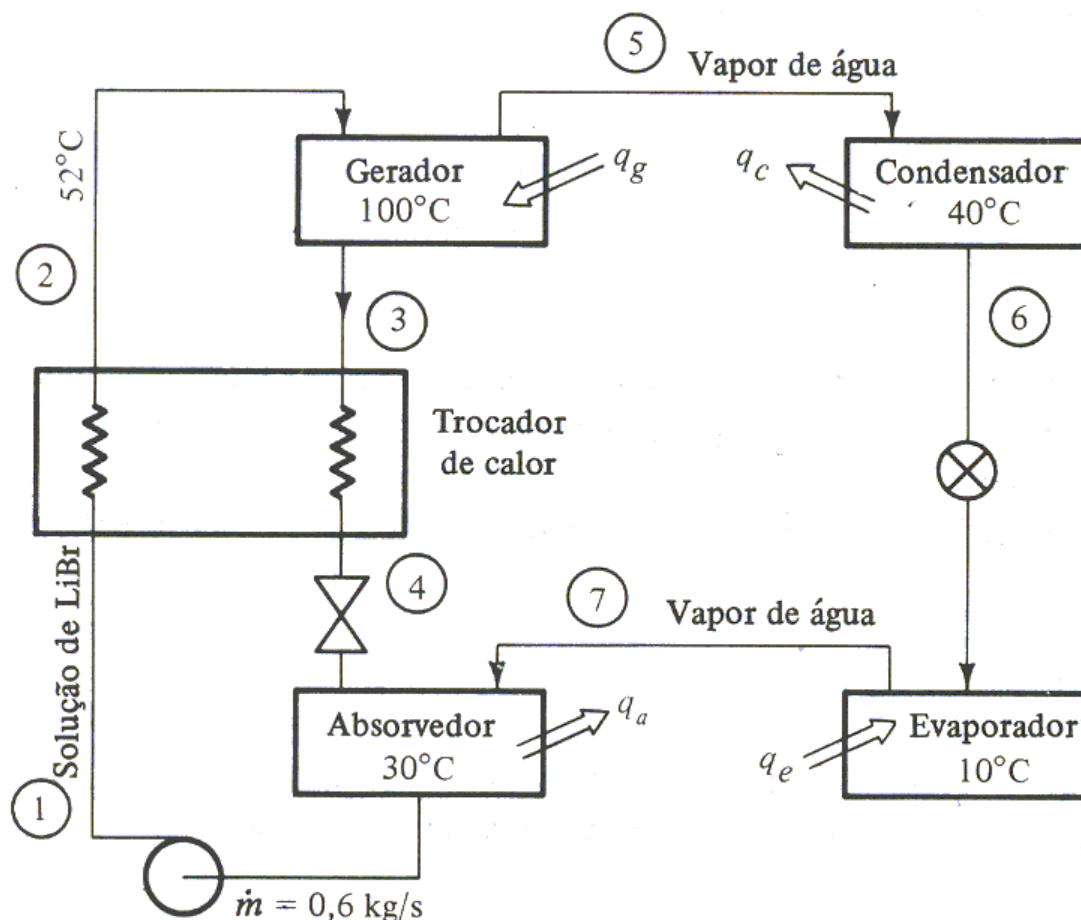 5
Vapor de água
52°C
Gerador
100°C
q_g
q_c
Condensador
40°C
2
3
6
Trocador
de calor
Solução de LiBr
4
7
Vapor de água
Absorvedor
30°C
q_a
q_e
Evaporador
10°C
1
ṁ = 0,6 kg/s